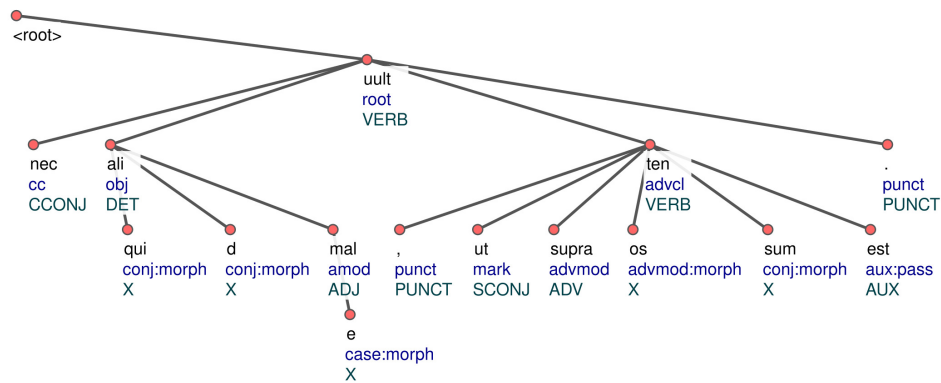 <root>
uult
root
VERB
nec
cc
CCONJ
ali
obj
DET
ten
advcl
VERB
.
punct
PUNCT
qui
conj:morph
X
d
conj:morph
X
mal
amod
ADJ
,
punct
PUNCT
ut
mark
SCONJ
supra
advmod
ADV
os
advmod:morph
X
sum
conj:morph
X
est
aux:pass
AUX
e
case:morph
X